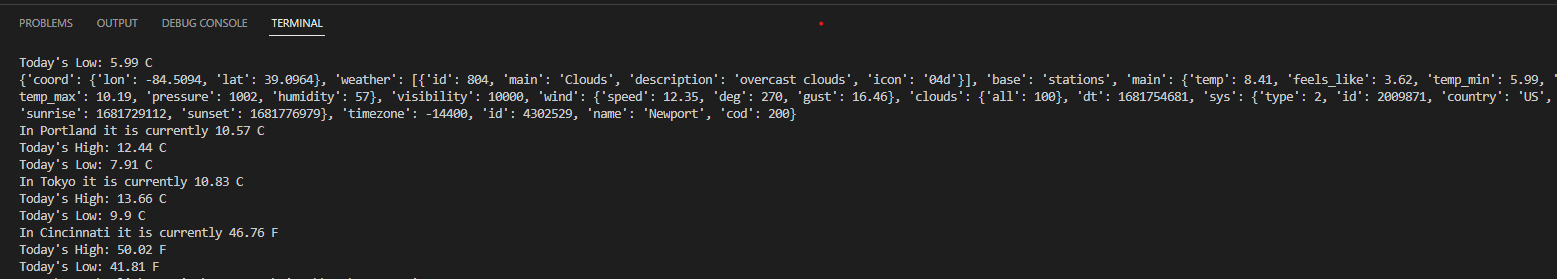 PROBLEMS OUTPUT DEBUG CONSOLE TERMINAL
Today's Low: 5.99 C
{'coord': {'lon': -84.5094, 'lat': 39.0964}, 'weather': [{'id': 804, 'main': 'Clouds', 'description': 'overcast clouds', 'icon': '04d'}], 'base': 'stations', 'main': {'temp': 8.41, 'feels_like': 3.62, 'temp_min': 5.99, '
temp_max': 10.19, 'pressure': 1002, 'humidity': 57}, 'visibility': 10000, 'wind': {'speed': 12.35, 'deg': 270, 'gust': 16.46}, 'clouds': {'all': 100}, 'dt': 1681754681, 'sys': {'type': 2, 'id': 2009871, 'country': 'US',
'sunrise': 1681729112, 'sunset': 1681776979}, 'timezone': -14400, 'id': 4302529, 'name': 'Newport', 'cod': 200}
In Portland it is currently 10.57 C
Today's High: 12.44 C
Today's Low: 7.91 C
In Tokyo it is currently 10.83 C
Today's High: 13.66 C
Today's Low: 9.9 C
In Cincinnati it is currently 46.76 F
Today's High: 50.02 F
Today's Low: 41.81 F